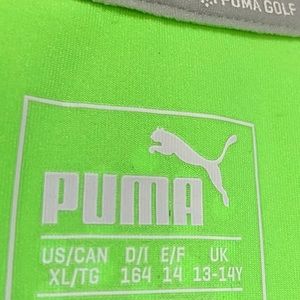 PUMA GOLF
PUMA
US/CAN D/I E/F UK
XL/TG 164 14 13-14Y